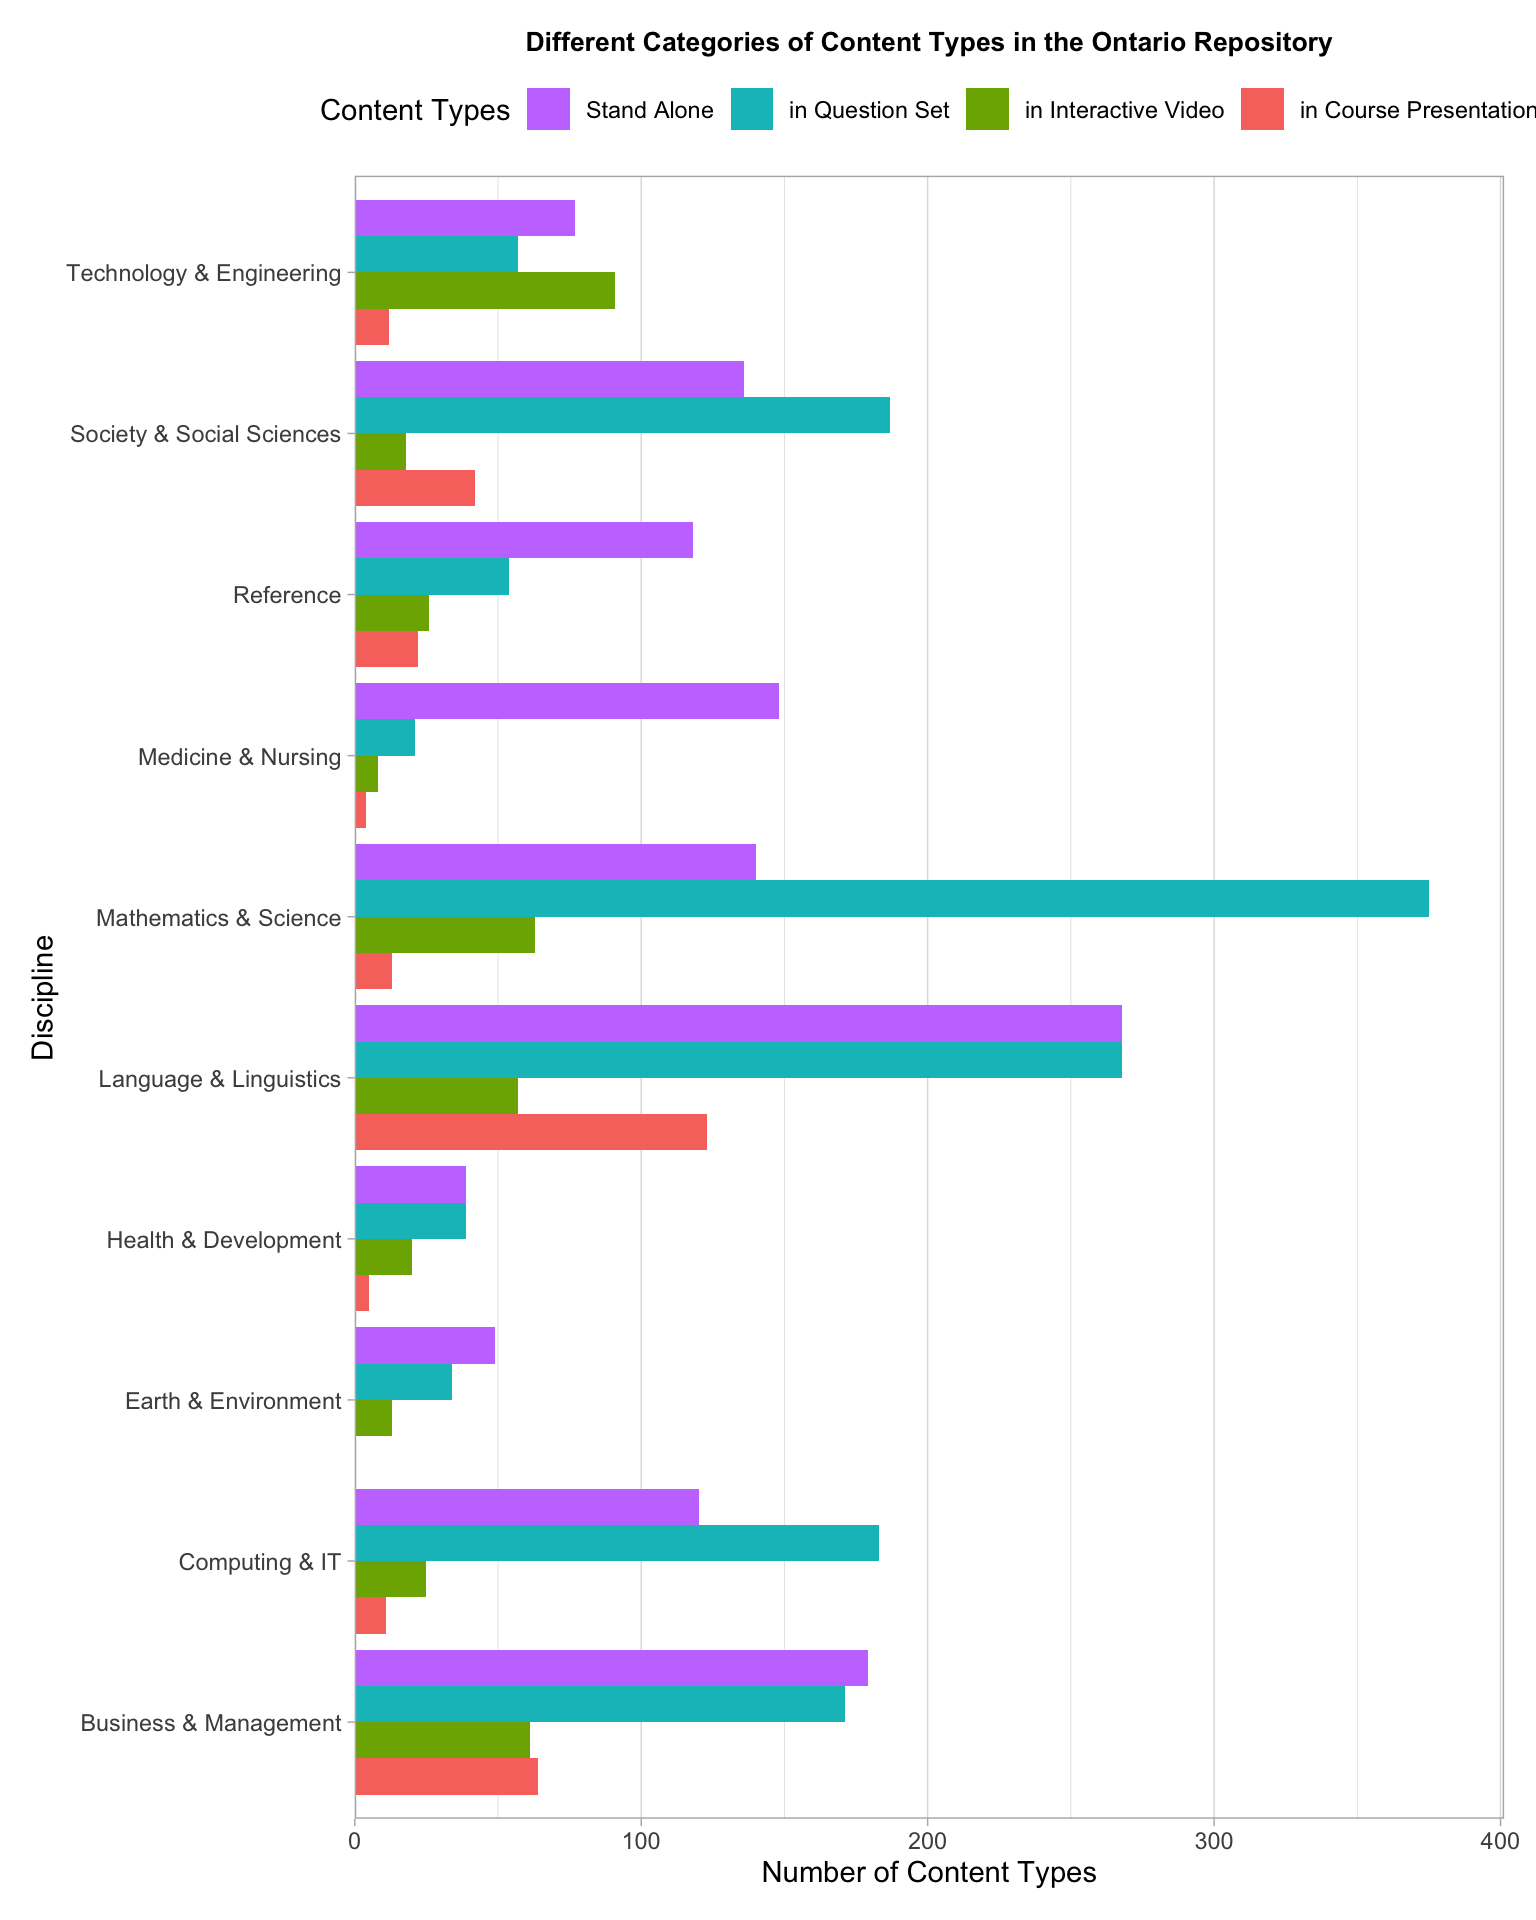 Different Categories of Content Types in the Ontario Repository
Content Types Stand Alone in Question Set in Interactive Video in Course Presentation
Technology & Engineering
Society & Social Sciences
Reference
Medicine & Nursing
Mathematics & Science
Discipline
Language & Linguistics
Health & Development
Earth & Environment
Computing & IT
Business & Management
0 100 200 300 400
Number of Content Types